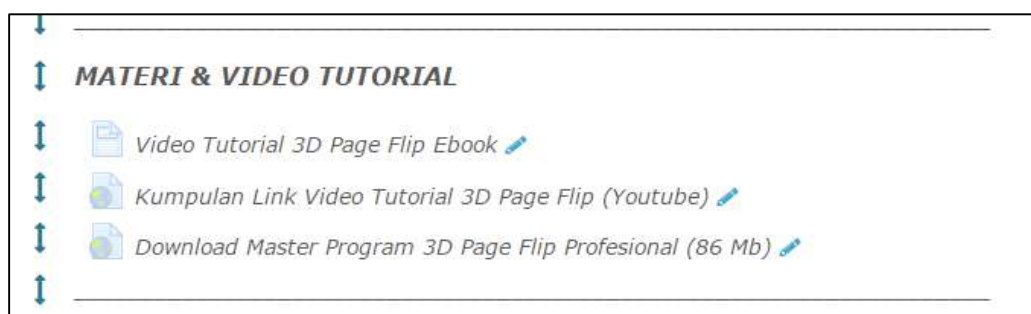 MATERI & VIDEO TUTORIAL
Video Tutorial 3D Page Flip Ebook
Kumpulan Link Video Tutorial 3D Page Flip (Youtube)
Download Master Program 3D Page Flip Profesional (86 Mb)